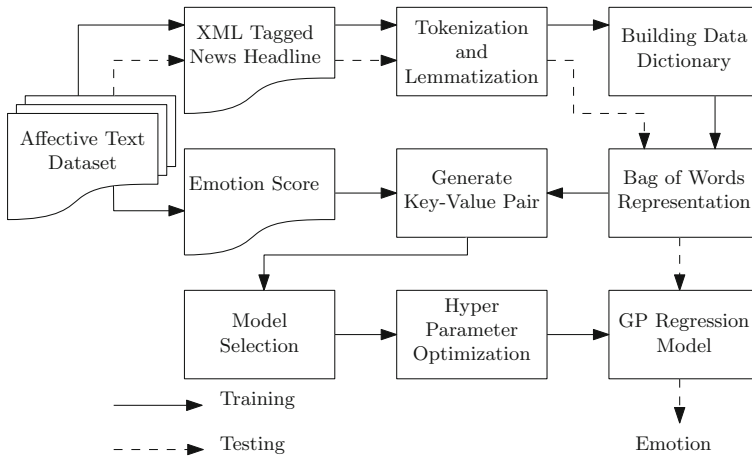 XML Tagged
News Headline
Tokenization
and
Lemmatization
Building Data
Dictionary
Affective Text
Dataset
Emotion Score
Generate
Key-Value Pair
Bag of Words
Representation
Model
Selection
Hyper
Parameter
Optimization
GP Regression
Model
Training
Testing
Emotion